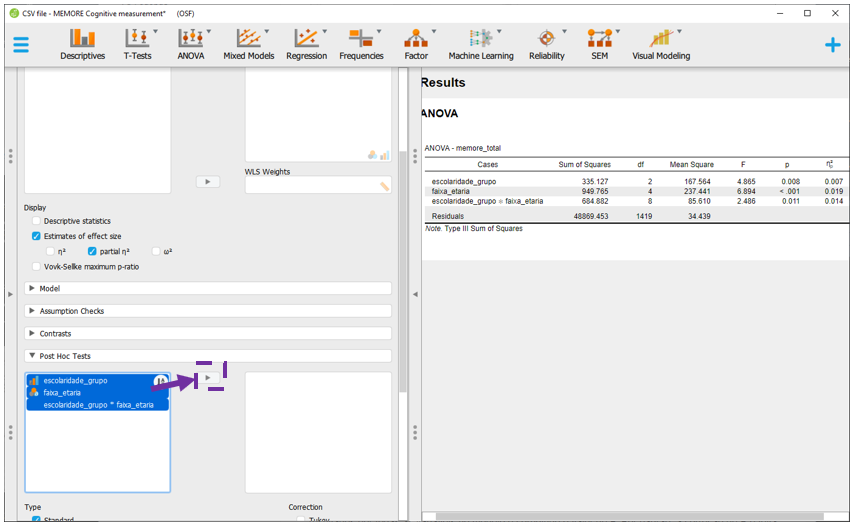 CSV file - MEMORE Cognitive measurement* (OSF)
Descriptives T-Tests ANOVA Mixed Models Regression Frequencies Factor Machine Learning Reliability SEM Visual Modeling
WLS Weights
Display
Descriptive statistics
Estimates of effect size
η² partial η² ω²
Vovk-Sellke maximum p-ratio
Model
Assumption Checks
Contrasts
Post Hoc Tests
escolaridade_grupo
faixa_etaria
escolaridade_grupo * faixa_etaria
Type Correction
Standard Tukey
Results
ANOVA
ANOVA - memore_total
Cases Sum of Squares df Mean Square F p η²
escolaridade_grupo 335.127 2 167.564 4.865 0.008 0.007
faixa_etaria 949.765 4 237.441 6.894 < .001 0.019
escolaridade_grupo ✻ faixa_etaria 684.882 8 85.610 2.486 0.011 0.014
Residuals 48869.453 1419 34.439
Note. Type III Sum of Squares